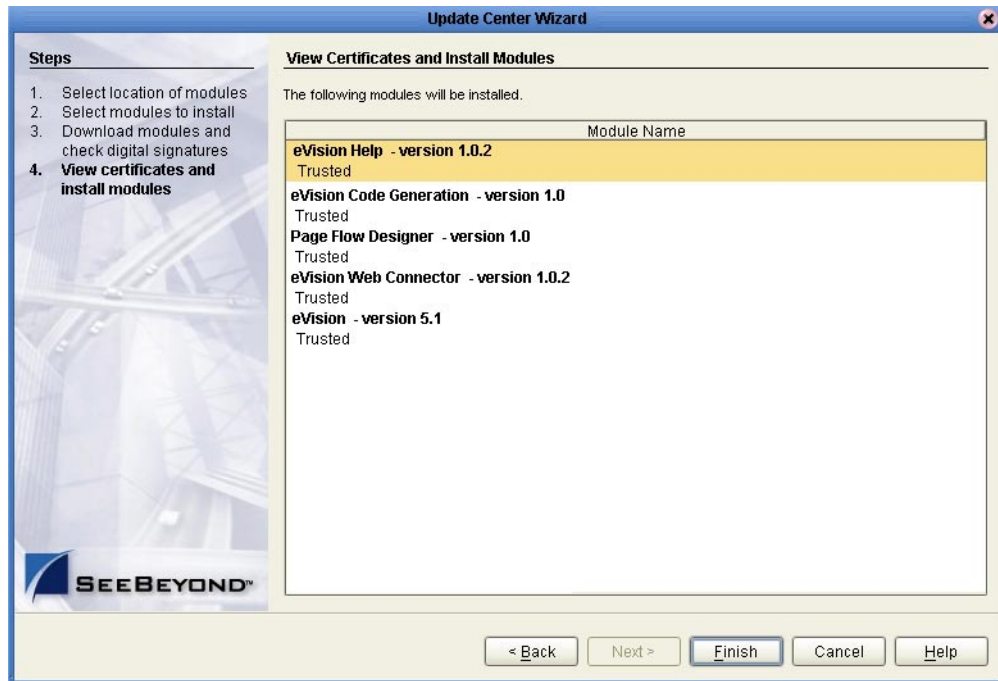 Update Center Wizard
Steps
1. Select location of modules
2. Select modules to install
3. Download modules and
check digital signatures
4. View certificates and
install modules
SEEBEYOND™
View Certificates and Install Modules
The following modules will be installed.
Module Name
eVision Help - version 1.0.2
Trusted
eVision Code Generation - version 1.0
Trusted
Page Flow Designer - version 1.0
Trusted
eVision Web Connector - version 1.0.2
Trusted
eVision - version 5.1
Trusted
< Back Next > Finish Cancel Help